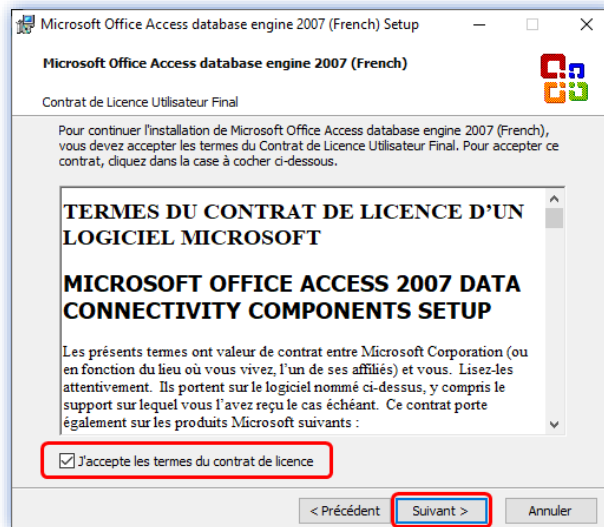 Microsoft Office Access database engine 2007 (French) Setup
Microsoft Office Access database engine 2007 (French)
Contrat de Licence Utilisateur Final
Pour continuer l'installation de Microsoft Office Access database engine 2007 (French),
vous devez accepter les termes du Contrat de Licence Utilisateur Final. Pour accepter ce
contrat, cliquez dans la case à cocher ci-dessous.
TERMES DU CONTRAT DE LICENCE D’UN
LOGICIEL MICROSOFT
MICROSOFT OFFICE ACCESS 2007 DATA
CONNECTIVITY COMPONENTS SETUP
Les présents termes ont valeur de contrat entre Microsoft Corporation (ou
en fonction du lieu où vous vivez, l’un de ses affiliés) et vous. Lisez-les
attentivement. Ils portent sur le logiciel nommé ci-dessus, y compris le
support sur lequel vous l’avez reçu le cas échéant. Ce contrat porte
également sur les produits Microsoft suivants :
J'accepte les termes du contrat de licence
< Précédent
Suivant >
Annuler